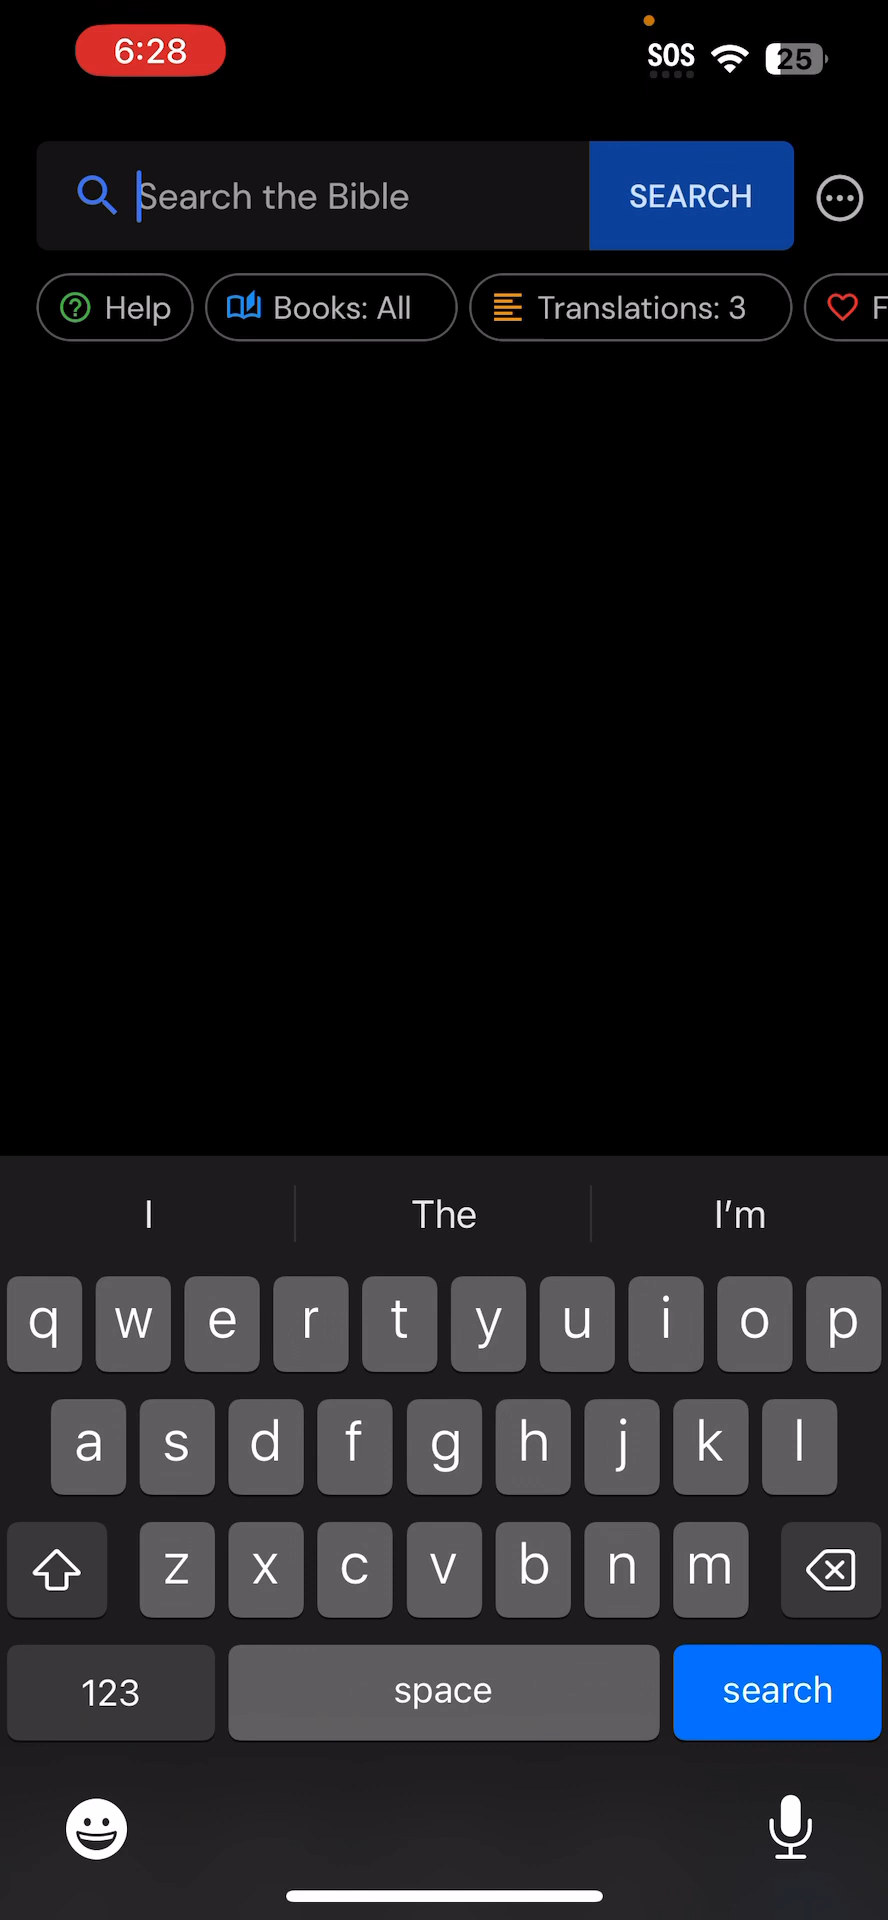 6:28 SOS 25
Search the Bible SEARCH
Help Books: All Translations: 3 F
I The I'm
q w e r t y u i o p
a s d f g h j k l
z x c v b n m
123 space search